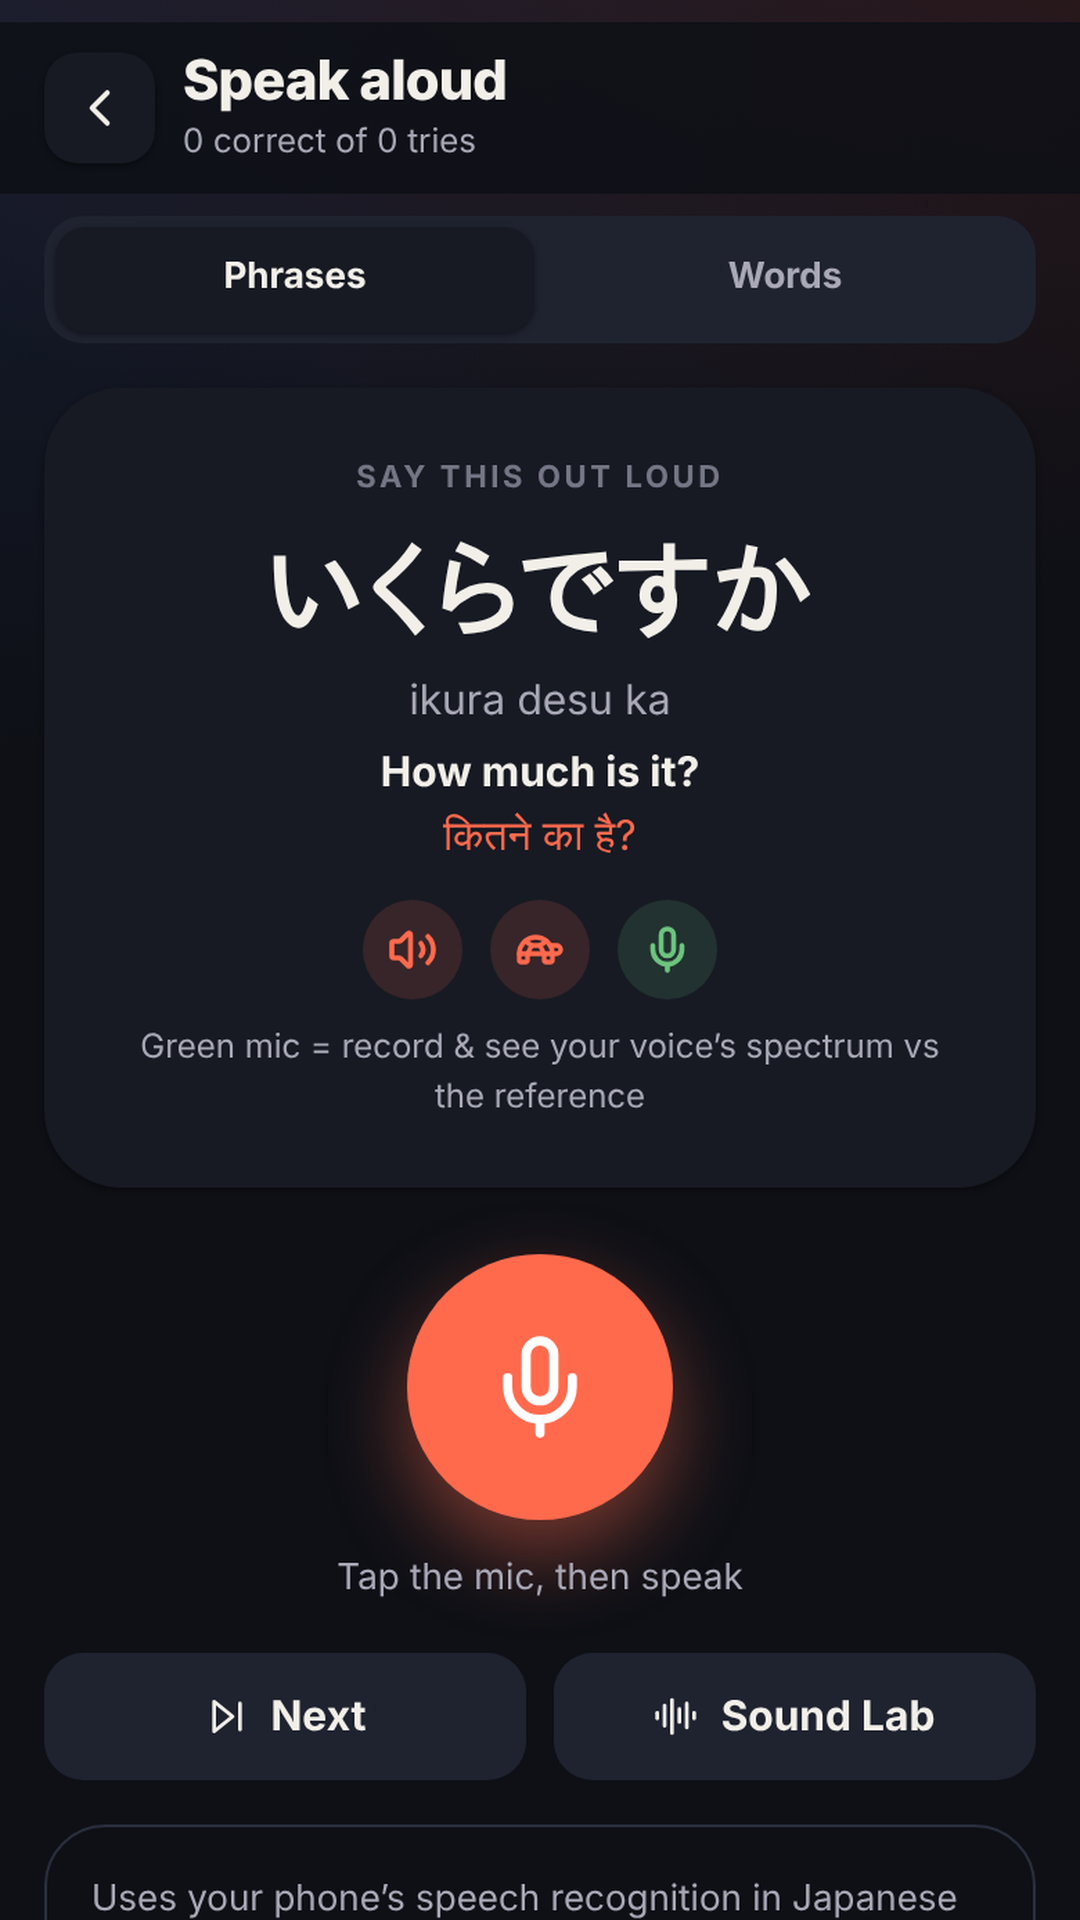 Speak aloud
0 correct of 0 tries
Phrases
Words
SAY THIS OUT LOUD
いくらですか
ikura desu ka
How much is it?
कितने का है?
Green mic = record & see your voice’s spectrum vs
the reference
Tap the mic, then speak
Next
Sound Lab
Uses your phone’s speech recognition in Japanese